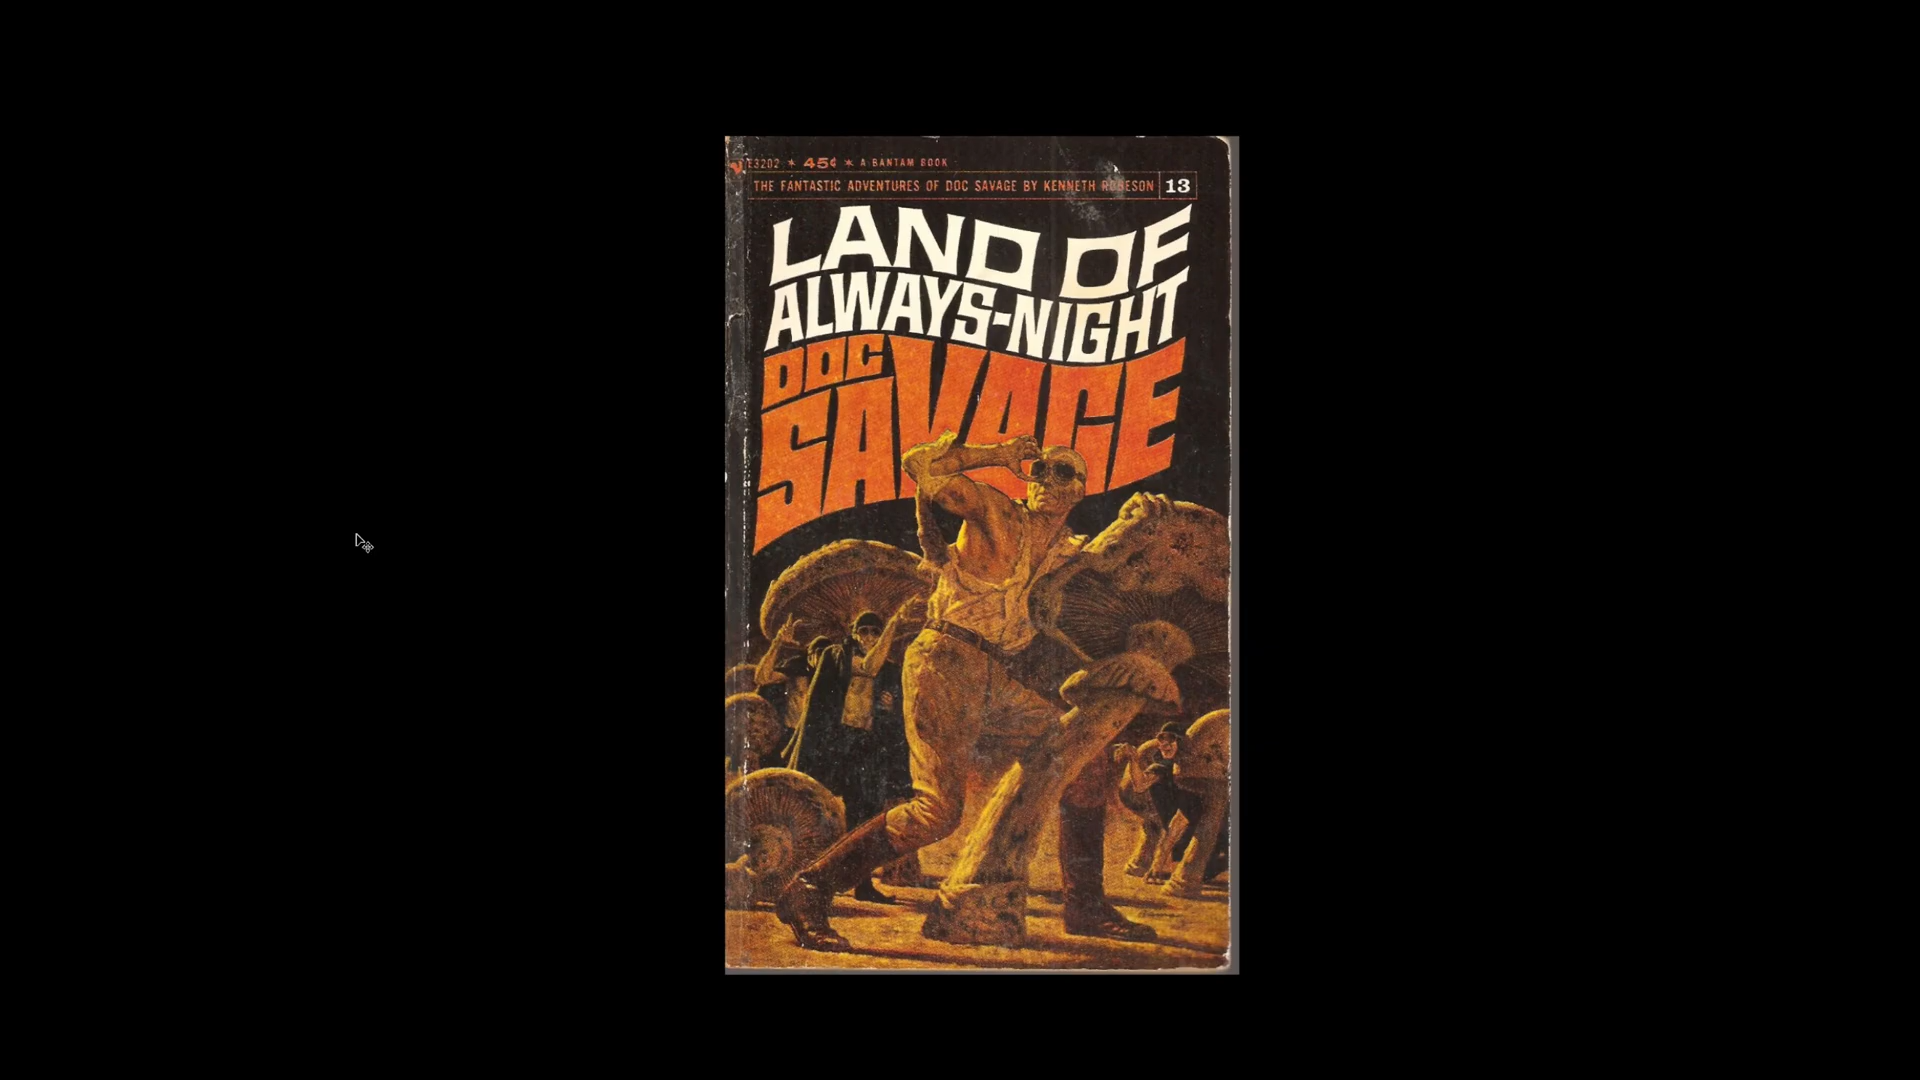 E3202 * 45¢ * A BANTAM BOOK
THE FANTASTIC ADVENTURES OF DOC SAVAGE BY KENNETH ROBESON 13
LAND OF
ALWAYS-NIGHT
DOC
SAVAGE